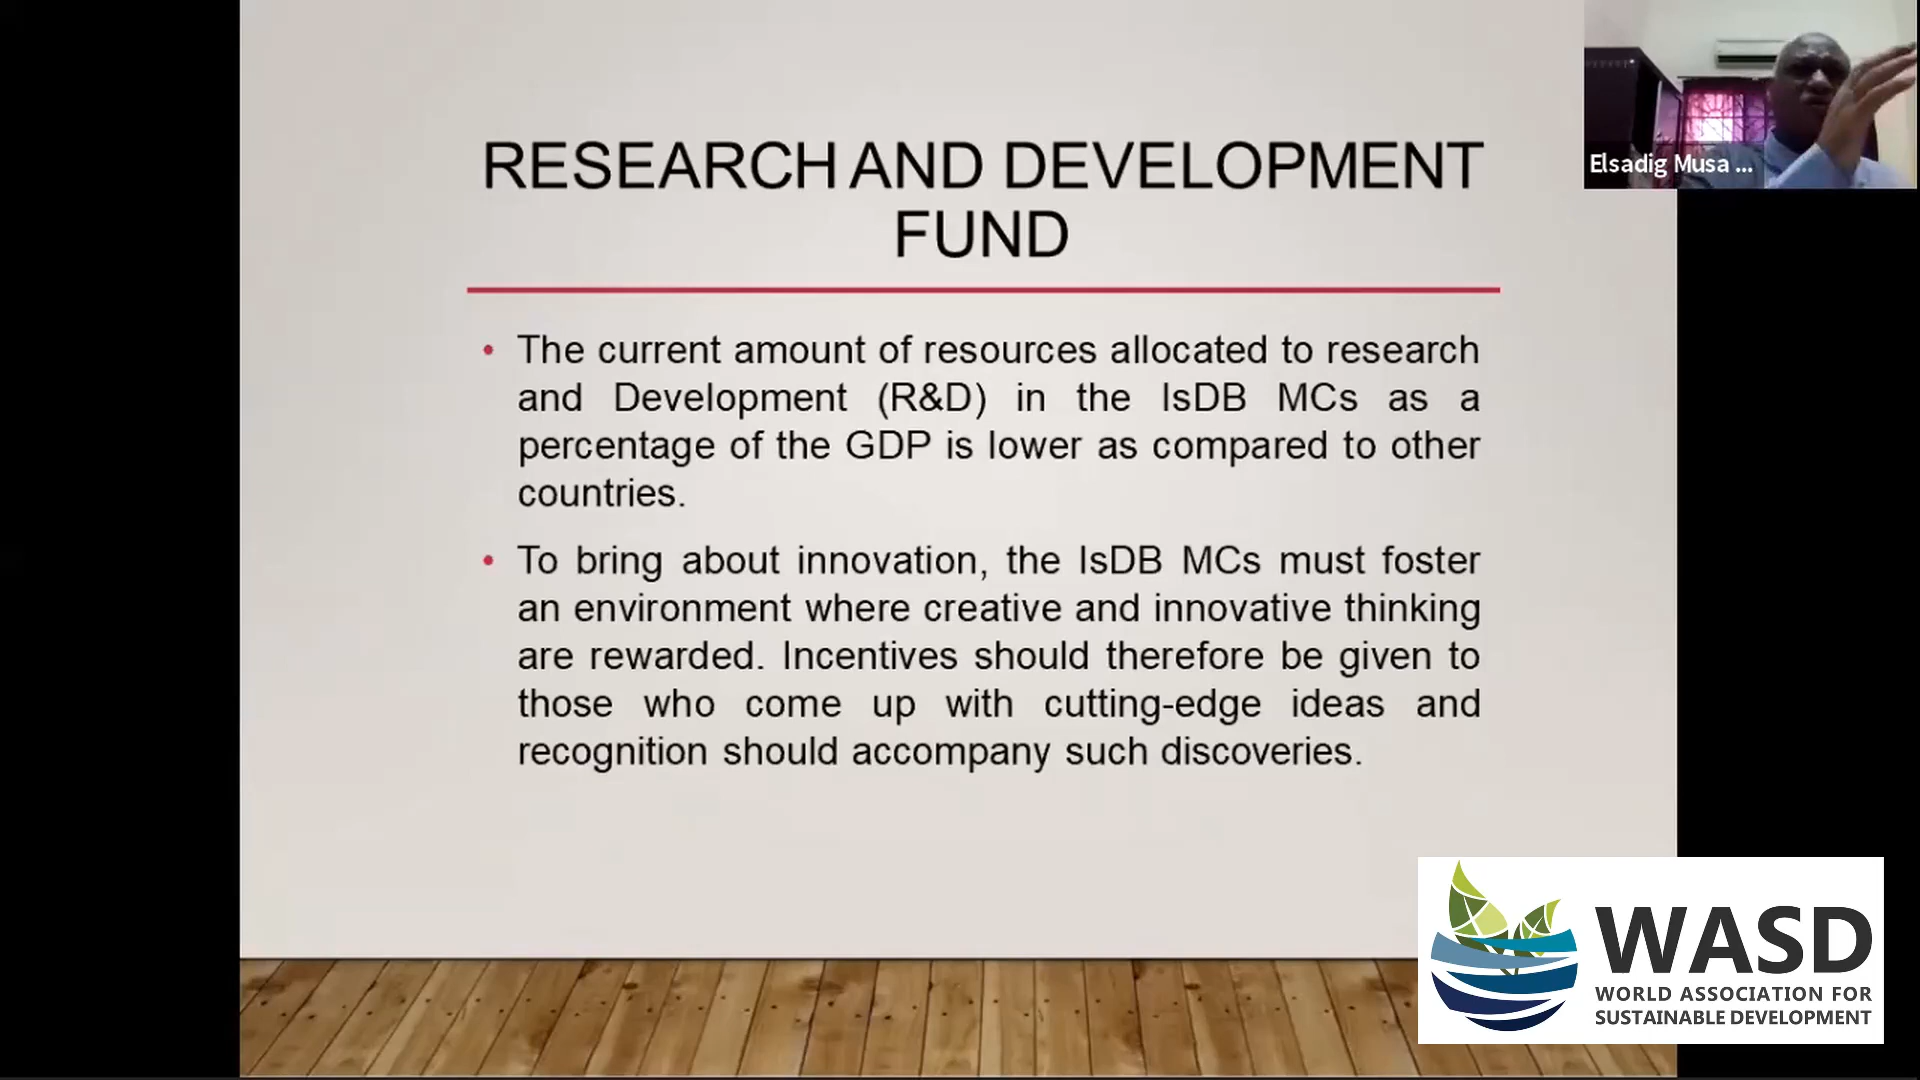 RESEARCH AND DEVELOPMENT
FUND
Elsadig Musa ...
• The current amount of resources allocated to research
and Development (R&D) in the IsDB MCs as a
percentage of the GDP is lower as compared to other
countries.
• To bring about innovation, the IsDB MCs must foster
an environment where creative and innovative thinking
are rewarded. Incentives should therefore be given to
those who come up with cutting-edge ideas and
recognition should accompany such discoveries.
WASD
WORLD ASSOCIATION FOR
SUSTAINABLE DEVELOPMENT